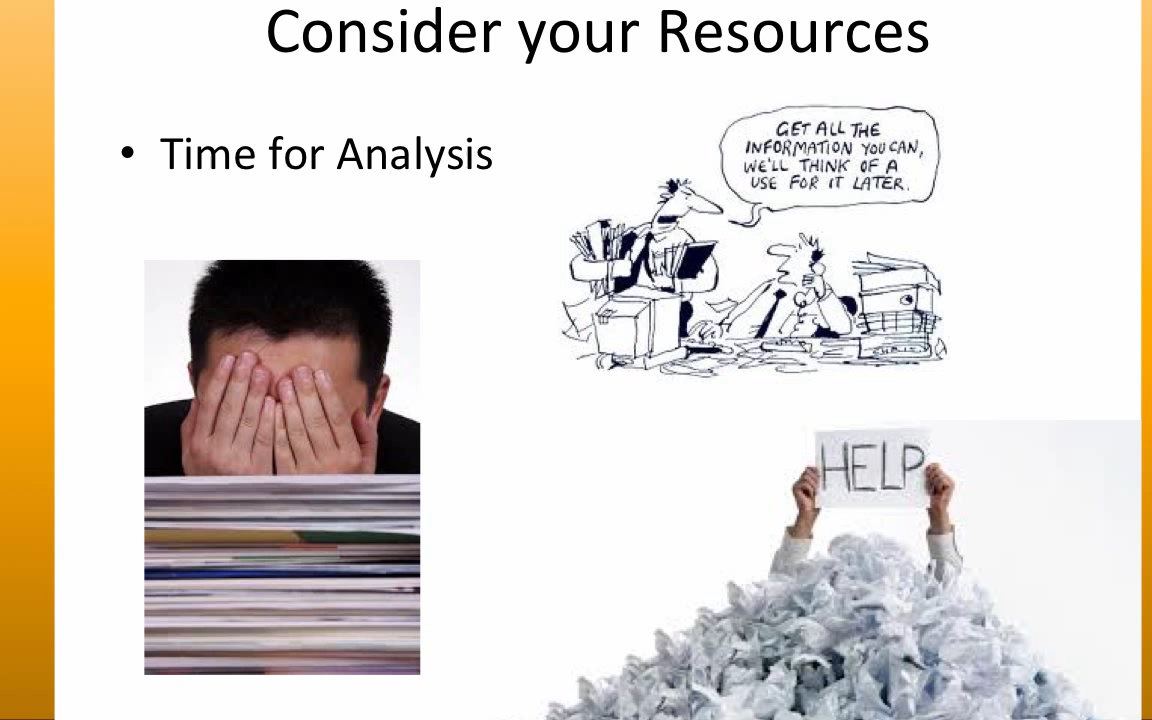 Consider your Resources
• Time for Analysis
GET ALL THE
INFORMATION YOU CAN,
WE'LL THINK OF A
USE FOR IT LATER.
HELP